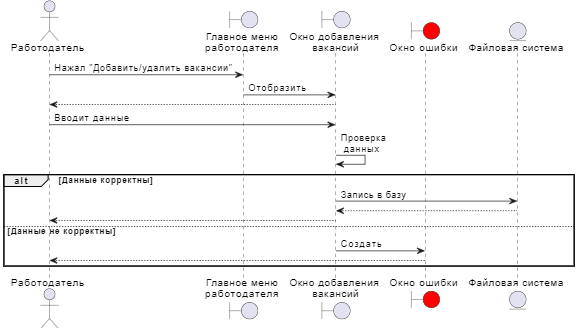 Работодатель
Главное меню
работодателя
Окно добавления
вакансий
Окно ошибки
Файловая система
Нажал "Добавить/удалить вакансии"
Отобразить
Вводит данные
Проверка
данных
alt
[Данные корректны]
Запись в базу
[Данные не корректны]
Создать
Работодатель
Главное меню
работодателя
Окно добавления
вакансий
Окно ошибки
Файловая система